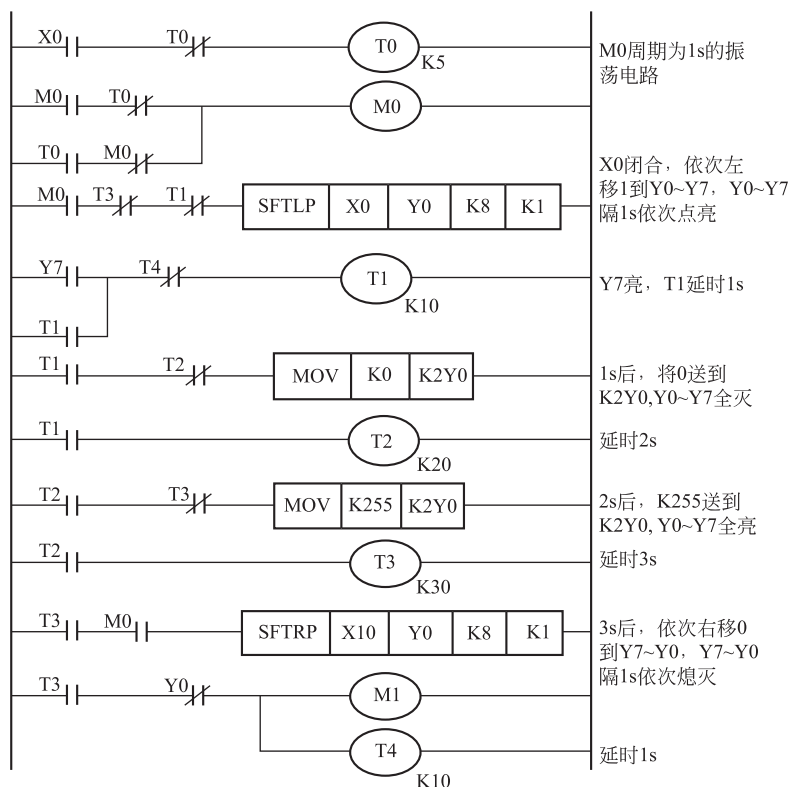 X0 T0 T0 K5
M0周期为1s的振
荡电路
M0 T0 M0
T0 M0
X0闭合，依次左
移1到Y0~Y7，Y0~Y7
隔1s依次点亮
M0 T3 T1 SFTLP X0 Y0 K8 K1
Y7 T4 T1 K10
Y7亮，T1延时1s
T1
T1 T2 MOV K0 K2Y0
1s后，将0送到
K2Y0,Y0~Y7全灭
T1 T2 K20
延时2s
T2 T3 MOV K255 K2Y0
2s后，K255送到
K2Y0, Y0~Y7全亮
T2 T3 K30
延时3s
T3 M0 SFTRP X10 Y0 K8 K1
3s后，依次右移0
到Y7~Y0，Y7~Y0
隔1s依次熄灭
T3 Y0 M1
T4 K10
延时1s